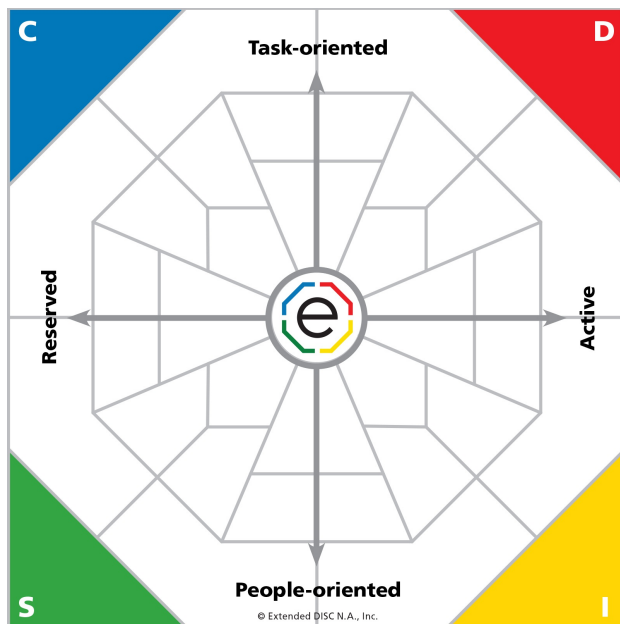 C
D
Task-oriented
Reserved
e
Active
People-oriented
S
I
© Extended DISC N.A., Inc.